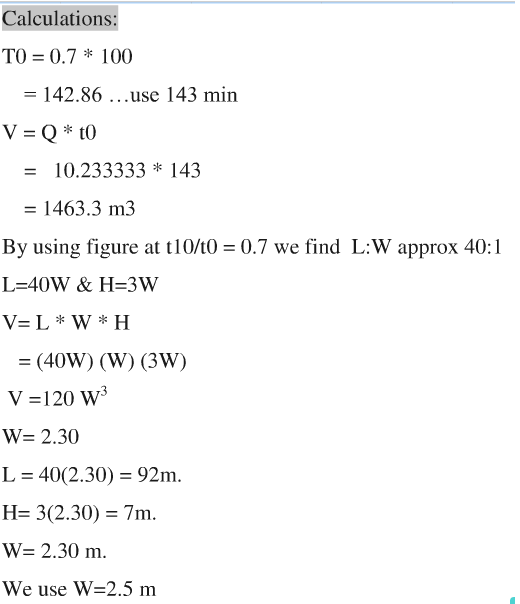 Calculations:
T0 = 0.7 * 100
= 142.86 …use 143 min
V = Q * t0
= 10.233333 * 143
= 1463.3 m3
By using figure at t10/t0 = 0.7 we find L:W approx 40:1
L=40W & H=3W
V= L * W * H
= (40W) (W) (3W)
V =120 W³
W= 2.30
L = 40(2.30) = 92m.
H= 3(2.30) = 7m.
W= 2.30 m.
We use W=2.5 m